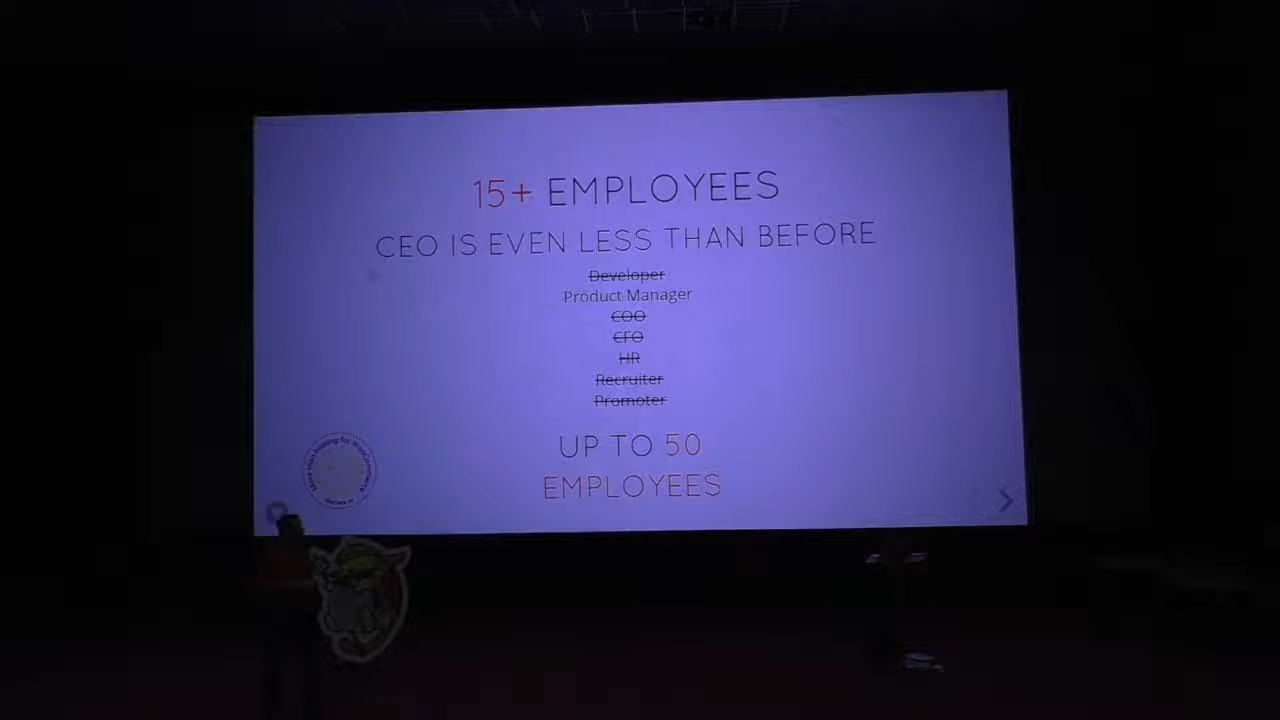 15+ EMPLOYEES
CEO IS EVEN LESS THAN BEFORE
Developer
Product Manager
COO
CFO
HR
Recruiter
Promoter
UP TO 50
EMPLOYEES